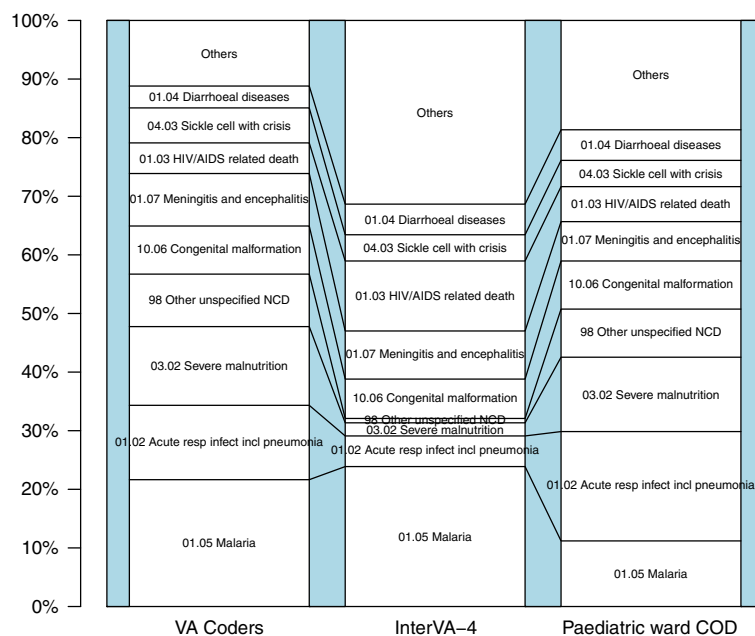 100%
90%
80%
70%
60%
50%
40%
30%
20%
10%
0%
Others
01.04 Diarrhoeal diseases
04.03 Sickle cell with crisis
01.03 HIV/AIDS related death
01.07 Meningitis and encephalitis
10.06 Congenital malformation
98 Other unspecified NCD
03.02 Severe malnutrition
01.02 Acute resp infect incl pneumonia
01.05 Malaria
VA Coders
Others
01.04 Diarrhoeal diseases
04.03 Sickle cell with crisis
01.03 HIV/AIDS related death
01.07 Meningitis and encephalitis
10.06 Congenital malformation
98 Other unspecified NCD
03.02 Severe malnutrition
01.02 Acute resp infect incl pneumonia
01.05 Malaria
InterVA−4
Others
01.04 Diarrhoeal diseases
04.03 Sickle cell with crisis
01.03 HIV/AIDS related death
01.07 Meningitis and encephalitis
10.06 Congenital malformation
98 Other unspecified NCD
03.02 Severe malnutrition
01.02 Acute resp infect incl pneumonia
01.05 Malaria
Paediatric ward COD